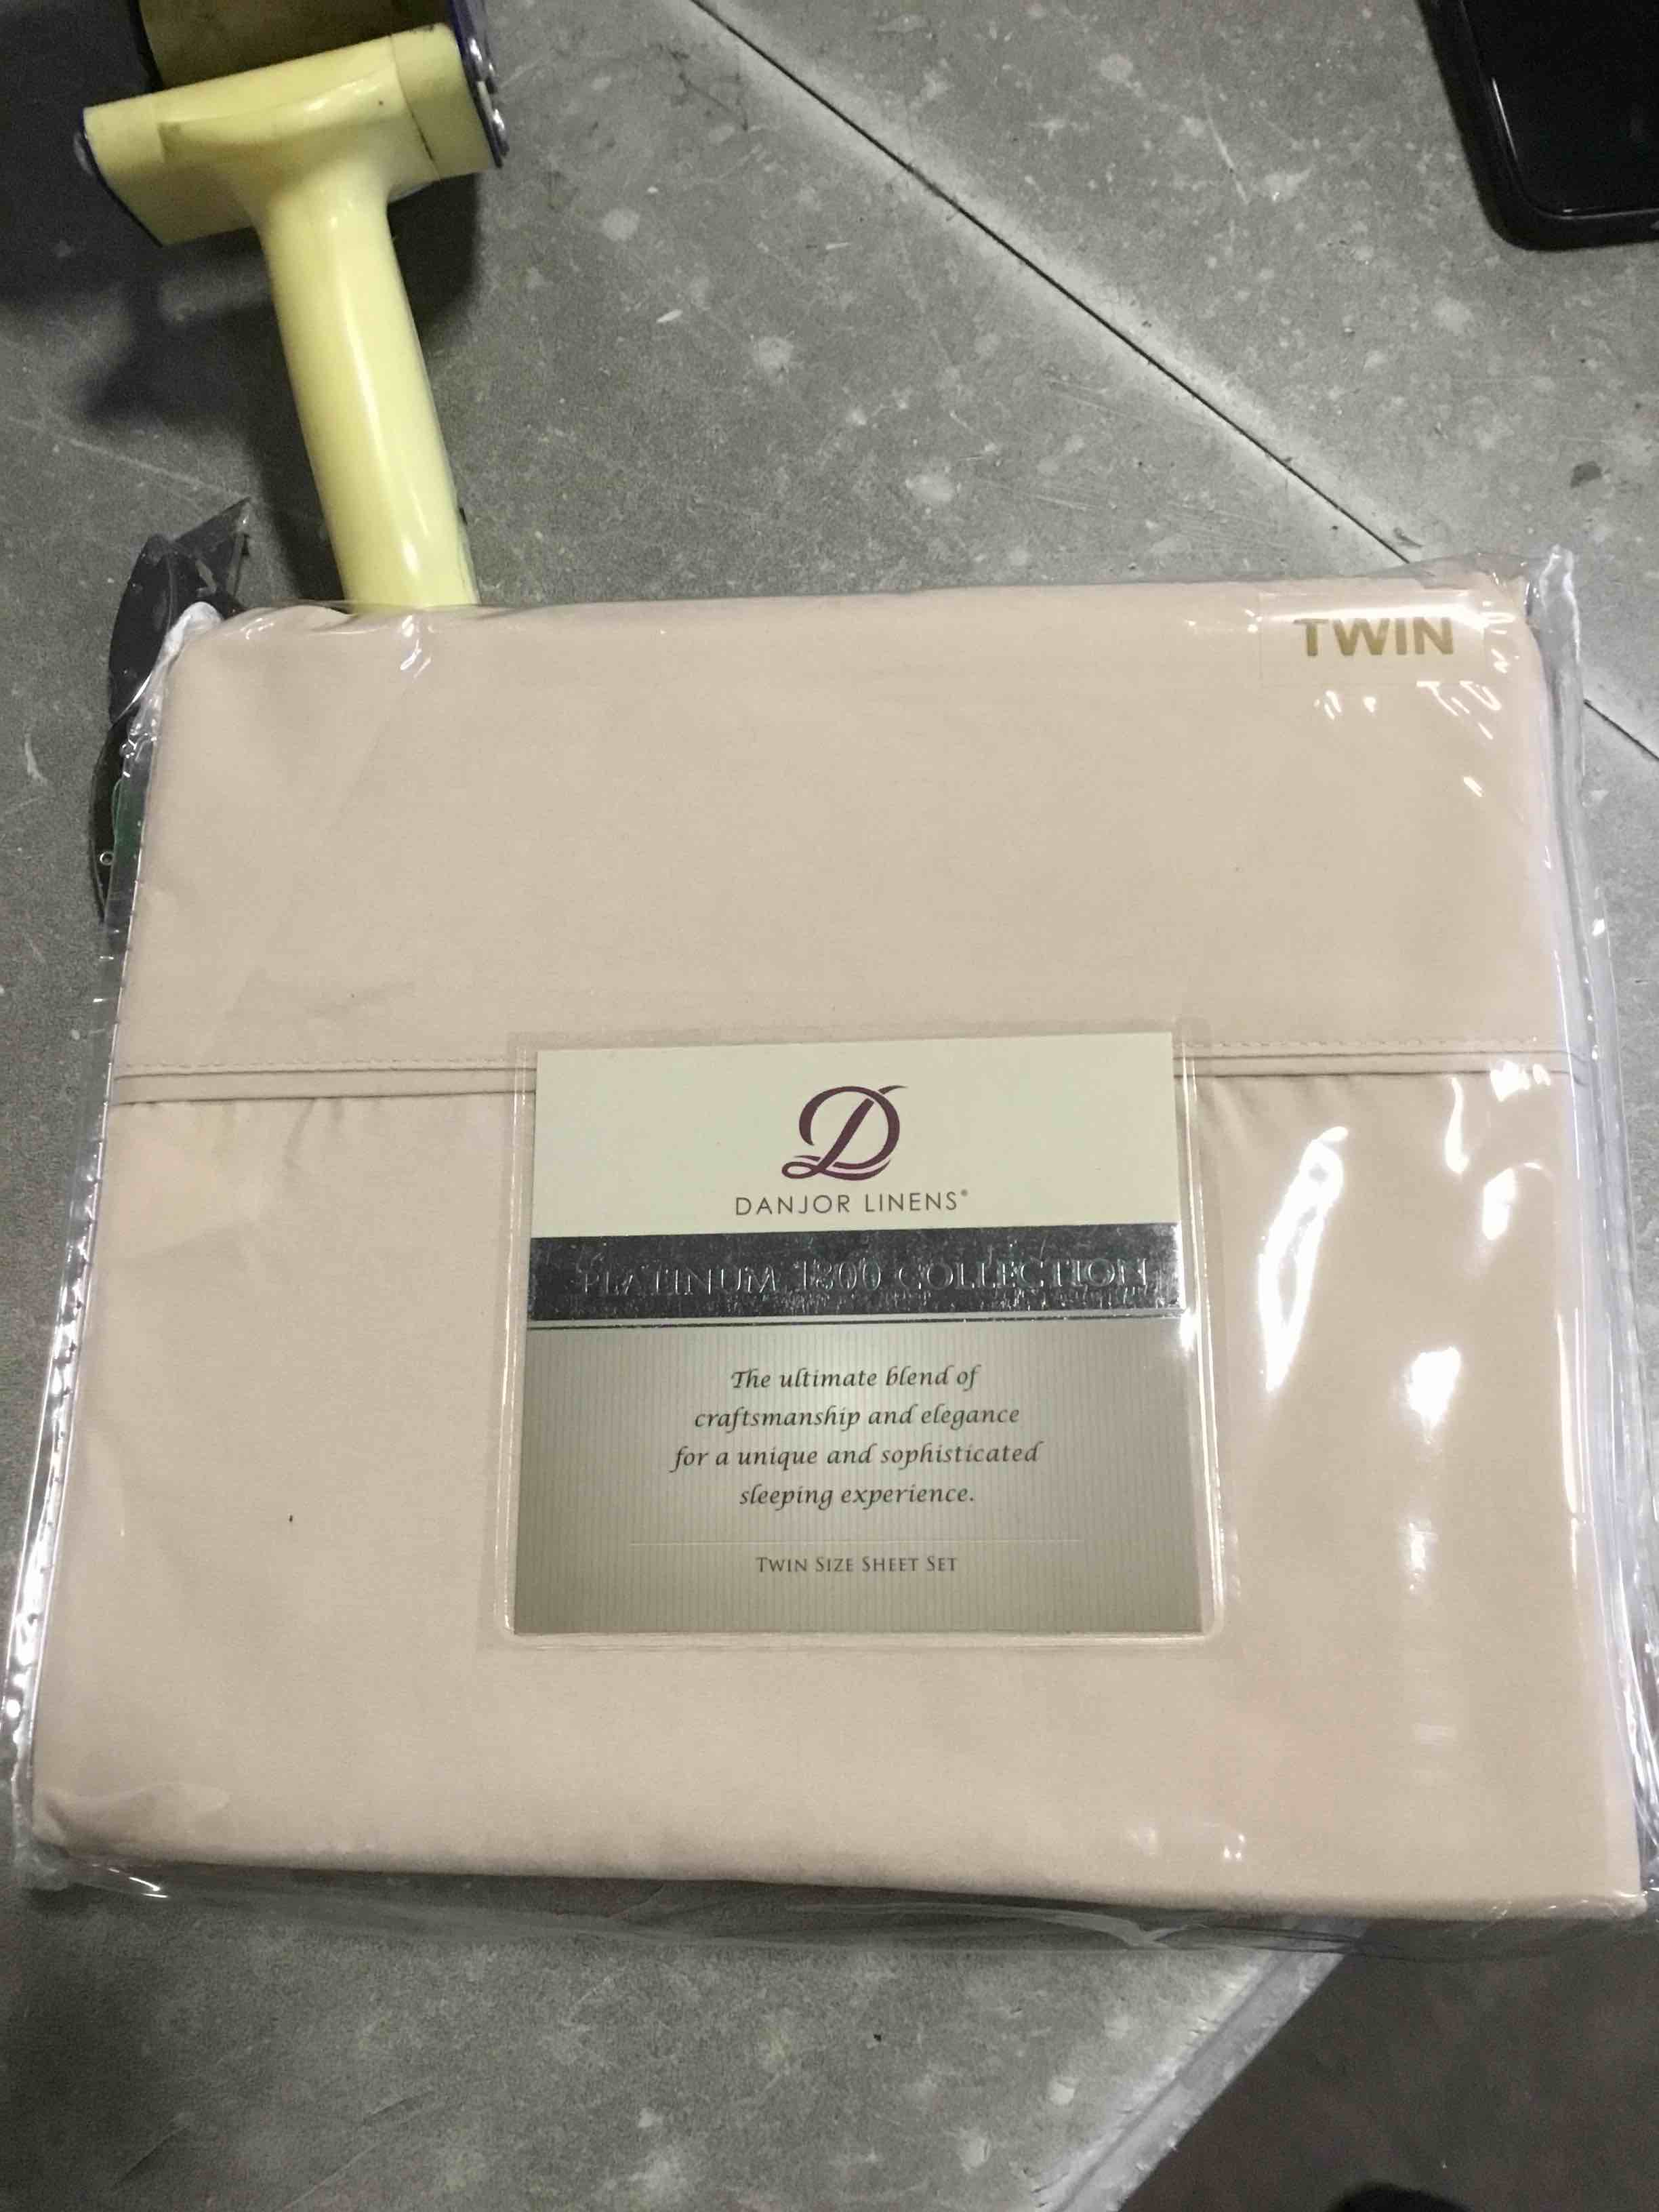 TWIN
D
DANJOR LINENS®
PLATINUM 1800 COLLECTION
The ultimate blend of
craftsmanship and elegance
for a unique and sophisticated
sleeping experience.
TWIN SIZE SHEET SET